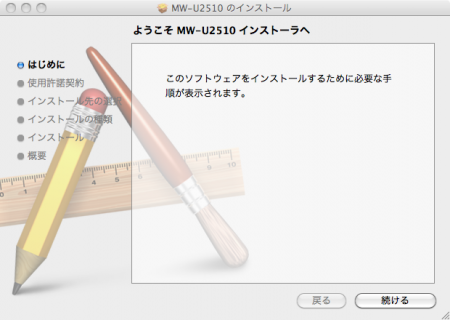 MW-U2510 のインストール
ようこそ MW-U2510 インストーラへ
はじめに
使用許諾契約
インストール先の選択
インストールの種類
インストール
概要
このソフトウェアをインストールするために必要な手
順が表示されます。
戻る
続ける